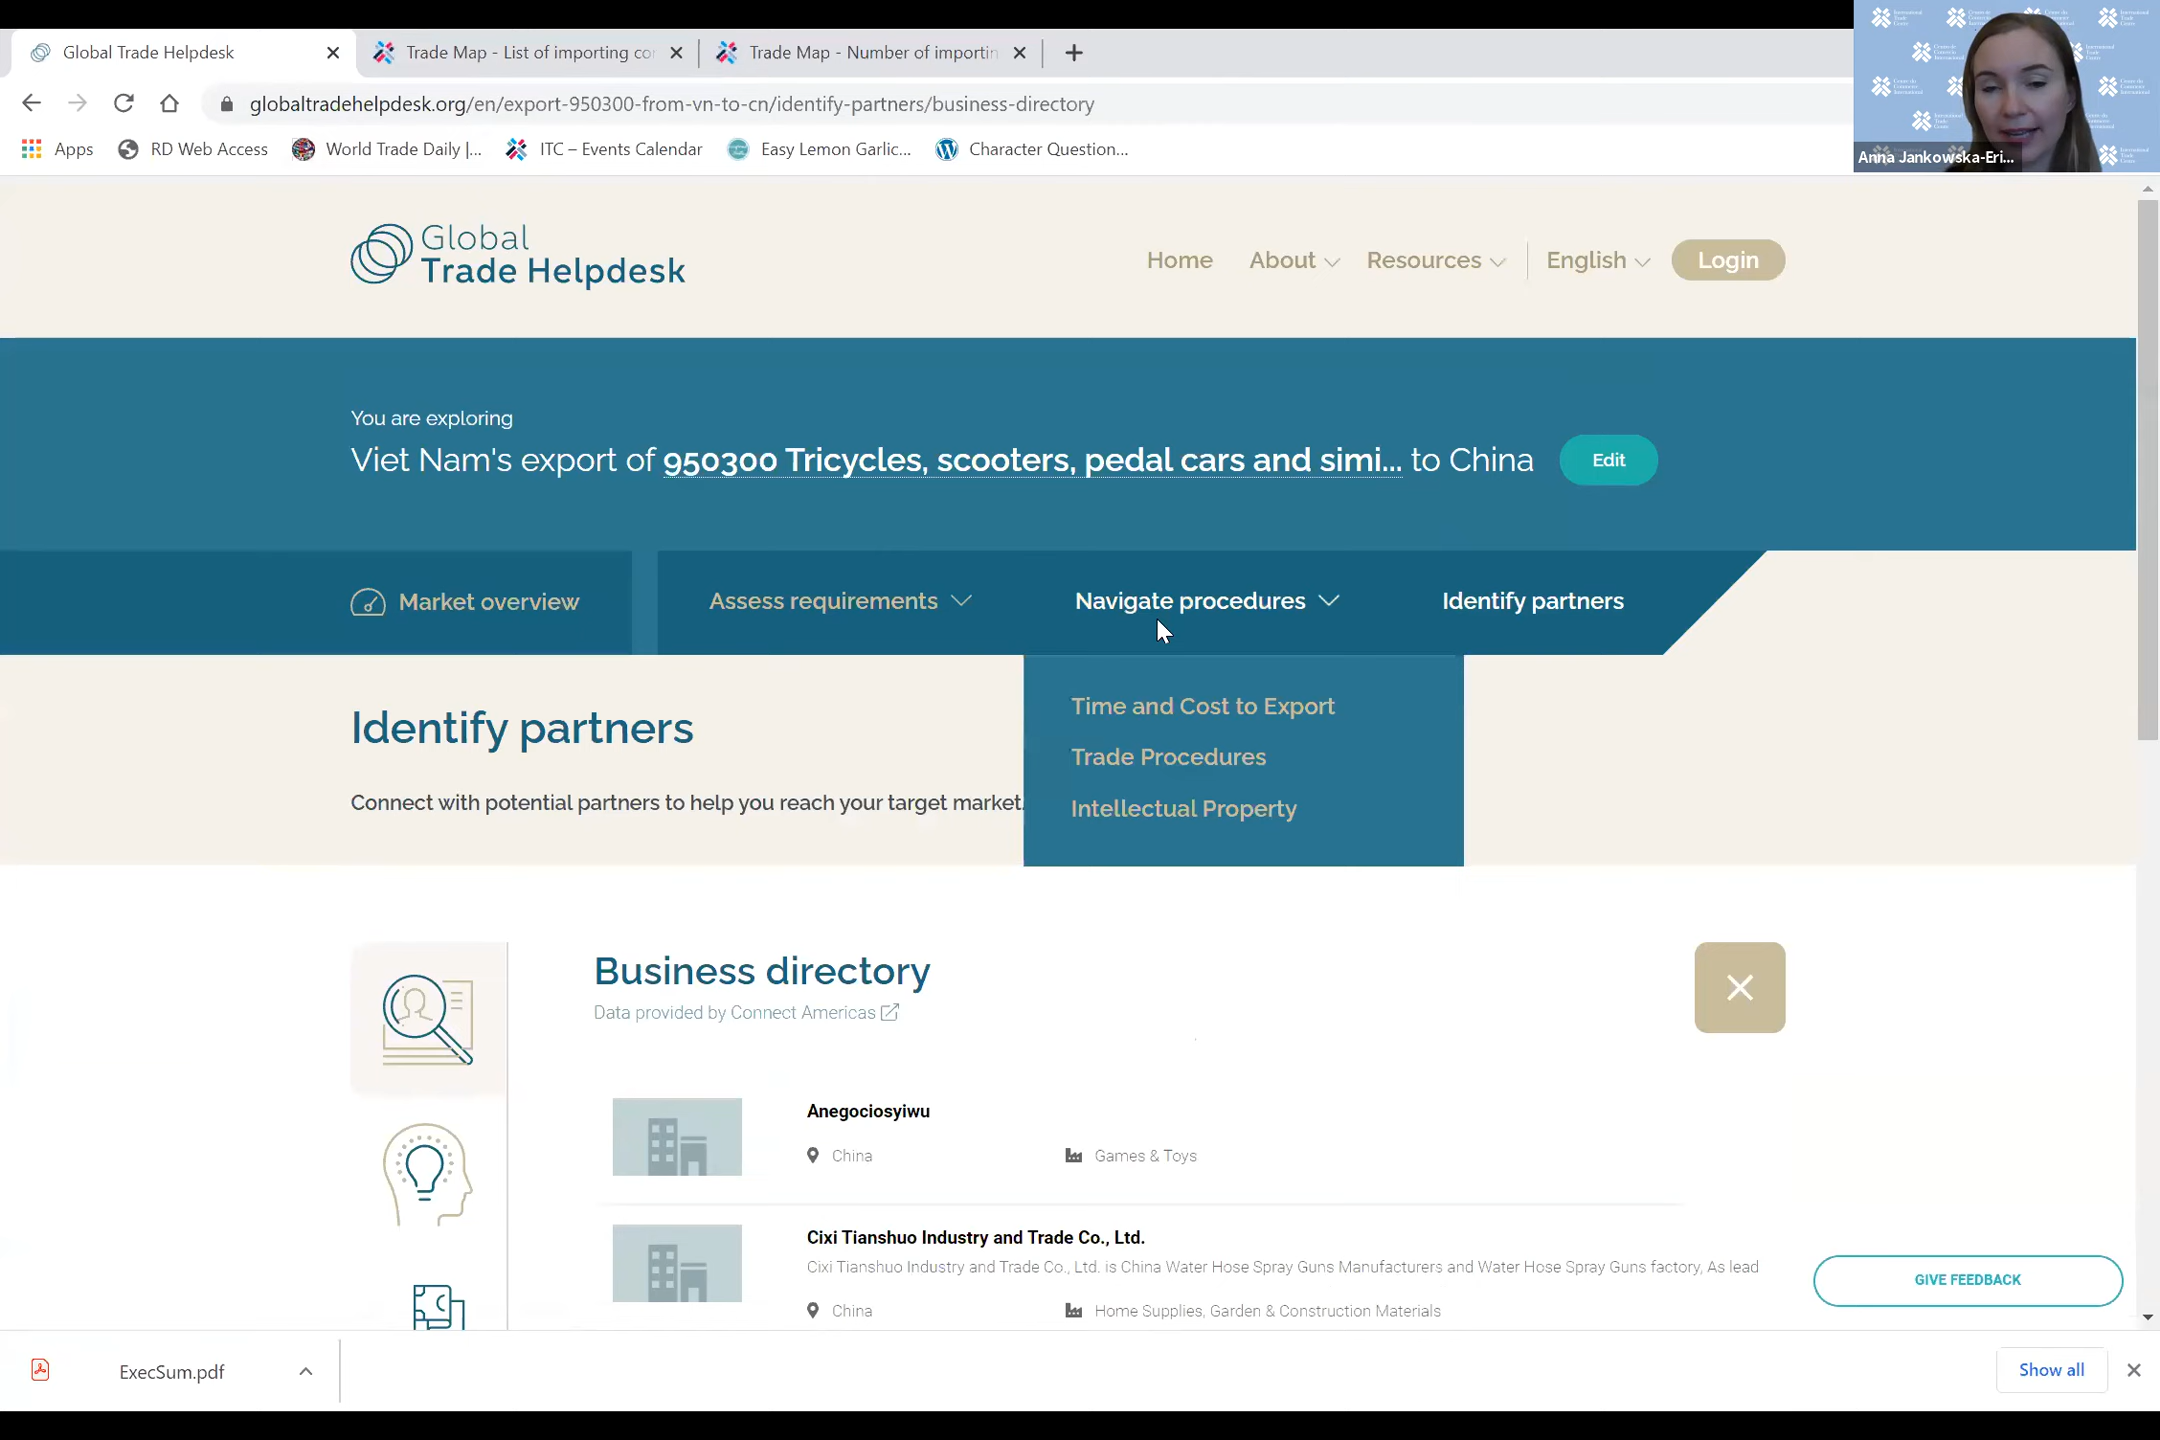 Global Trade Helpdesk
Trade Map - List of importing co
Trade Map - Number of importin
globaltradehelpdesk.org/en/export-950300-from-vn-to-cn/identify-partners/business-directory
Apps
RD Web Access
World Trade Daily |...
ITC – Events Calendar
Easy Lemon Garlic...
Character Question...
Anna Jankowska-Eri...
Global
Trade Helpdesk
Home
About
Resources
English
Login
You are exploring
Viet Nam's export of 950300 Tricycles, scooters, pedal cars and simi... to China
Edit
Market overview
Assess requirements
Navigate procedures
Identify partners
Time and Cost to Export
Trade Procedures
Intellectual Property
Identify partners
Connect with potential partners to help you reach your target market.
Business directory
Data provided by Connect Americas
Anegociosyiwu
China
Games & Toys
Cixi Tianshuo Industry and Trade Co., Ltd.
Cixi Tianshuo Industry and Trade Co., Ltd. is China Water Hose Spray Guns Manufacturers and Water Hose Spray Guns factory, As lead
China
Home Supplies, Garden & Construction Materials
GIVE FEEDBACK
ExecSum.pdf
Show all